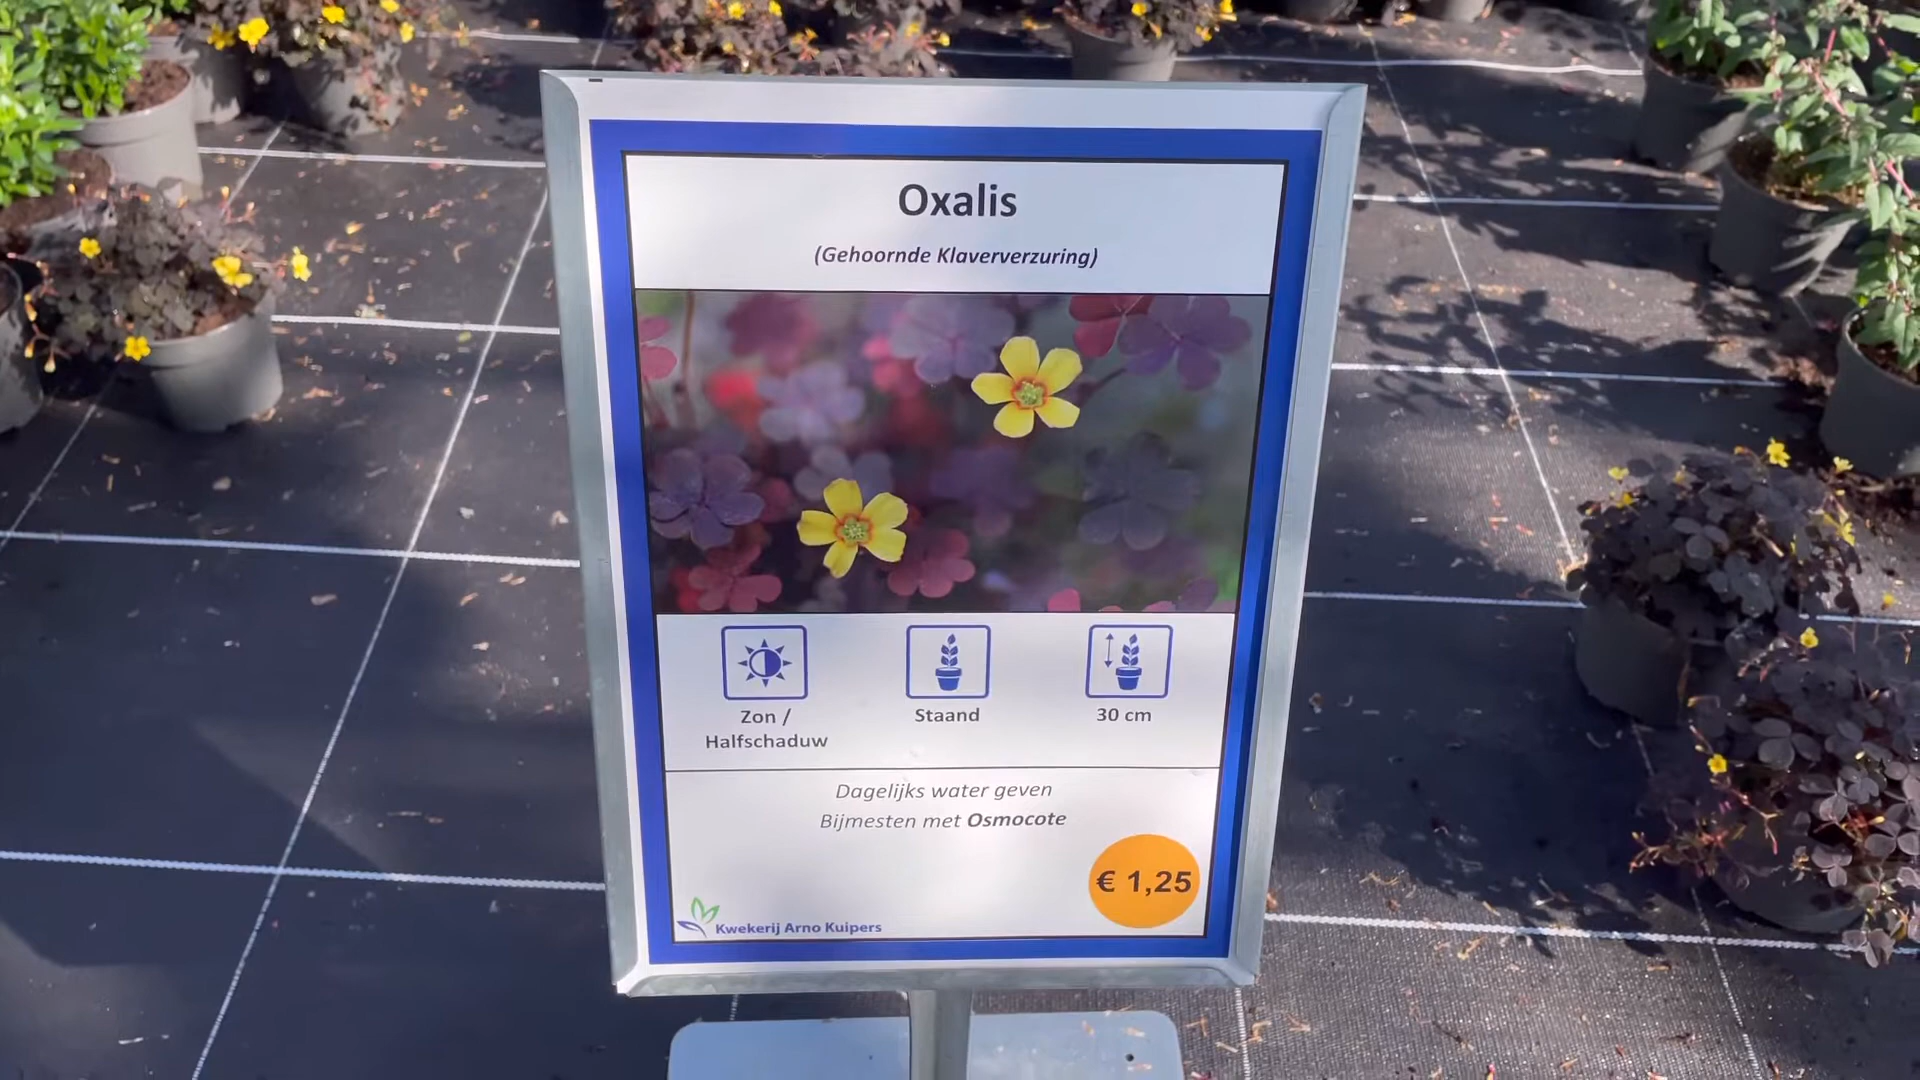 Oxalis
(Gehoornde Klaververzuring)
Zon /
Halfschaduw
Staand
30 cm
Dagelijks water geven
Bijmesten met Osmocote
€ 1,25
Kwekerij Arno Kuipers